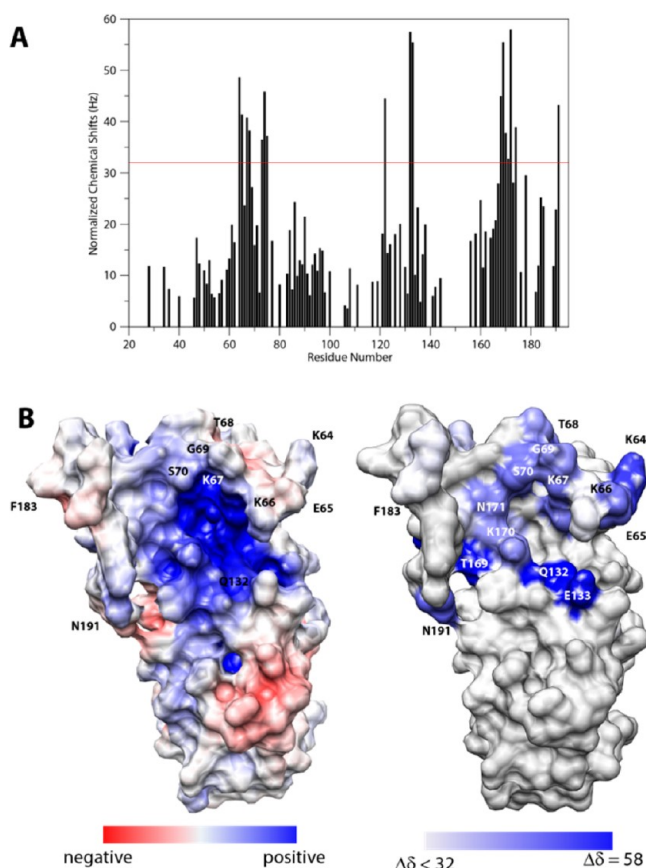 A
Normalized Chemical Shifts (Hz)
60
50
40
30
20
10
0
20 40 60 80 100 120 140 160 180
Residue Number
B
T68
G69
K64
S70
K67
K66
F183
E65
Q132
N191
negative positive
T68
K64
G69
S70
K67
K66
F183
N171
E65
K170
T169
Q132
E133
N191
Δδ < 32 Δδ = 58